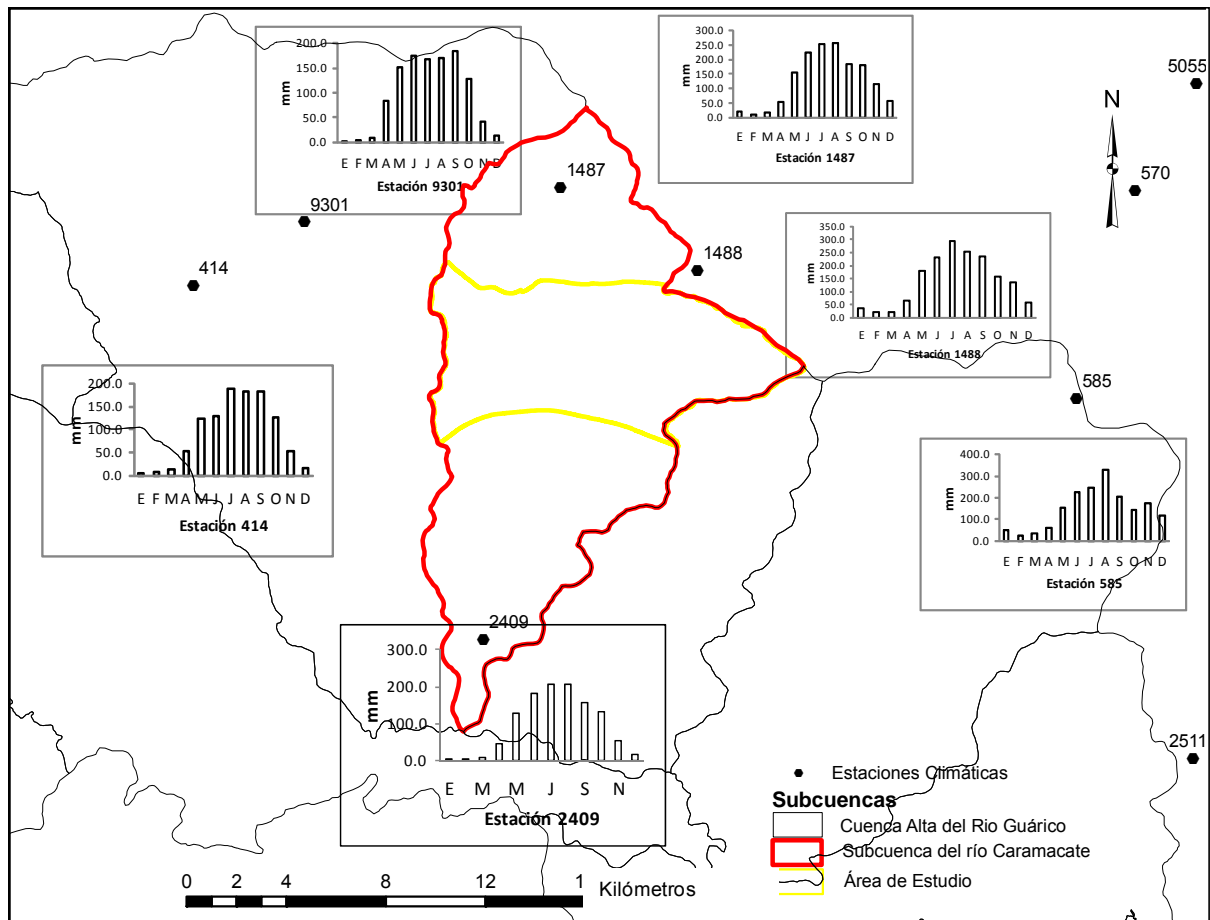 200.0
150.0
100.0
50.0
0.0
mm
E F M A M J J A S O N D
Estación 9301
300.0
250.0
200.0
150.0
100.0
50.0
0.0
mm
E F M A M J J A S O N D
Estación 1487
5055
N
570
1487
9301
1488
414
350.0
300.0
250.0
200.0
150.0
100.0
50.0
0.0
mm
E F M A M J J A S O N D
Estación 1488
200.0
150.0
100.0
50.0
0.0
mm
E F M A M J J A S O N D
Estación 414
585
400.0
300.0
200.0
100.0
0.0
mm
E F M A M J J A S O N D
Estación 585
2409
300.0
200.0
100.0
0.0
mm
E M M J S N
Estación 2409
2511
Estaciones Climáticas
Subcuencas
Cuenca Alta del Rio Guárico
Subcuenca del río Caramacate
Área de Estudio
0 2 4 8 12 1
Kilómetros